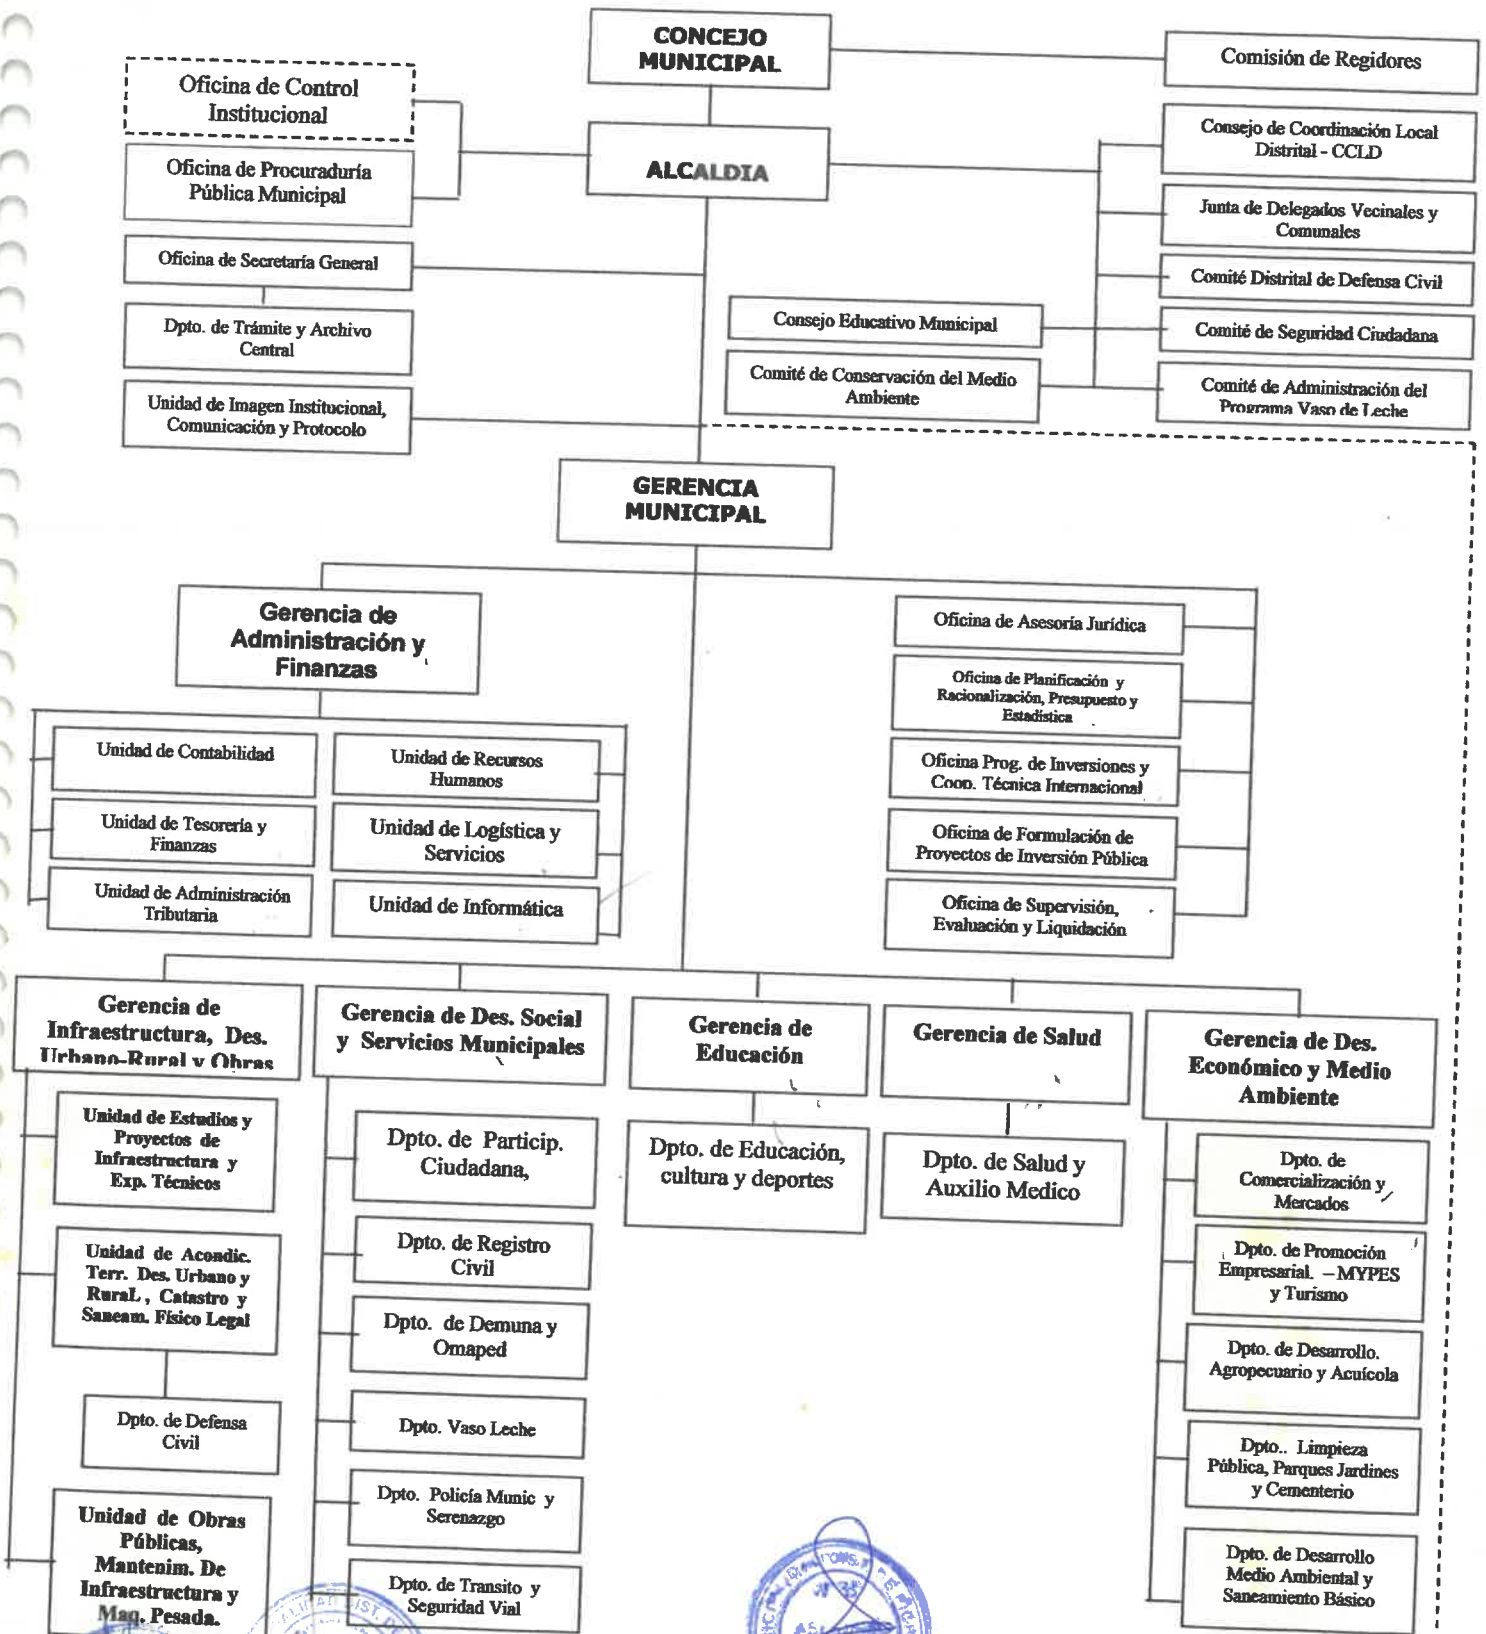 CONCEJO
MUNICIPAL
Comisión de Regidores
Oficina de Control
Institucional
ALCALDIA
Oficina de Procuraduría
Pública Municipal
Oficina de Secretaría General
Dpto. de Trámite y Archivo
Central
Unidad de Imagen Institucional,
Comunicación y Protocolo
Consejo de Coordinación Local
Distrital - CCLD
Junta de Delegados Vecinales y
Comunales
Comité Distrital de Defensa Civil
Consejo Educativo Municipal
Comité de Seguridad Ciudadana
Comité de Conservación del Medio
Ambiente
Comité de Administración del
Programa Vaso de Leche
GERENCIA
MUNICIPAL
Gerencia de
Administración y
Finanzas
Unidad de Contabilidad
Unidad de Recursos
Humanos
Unidad de Tesorería y
Finanzas
Unidad de Logística y
Servicios
Unidad de Administración
Tributaria
Unidad de Informática
Oficina de Asesoría Jurídica
Oficina de Planificación y
Racionalización, Presupuesto y
Estadística
Oficina Prog. de Inversiones y
Coop. Técnica Internacional
Oficina de Formulación de
Proyectos de Inversión Pública
Oficina de Supervisión,
Evaluación y Liquidación
Gerencia de
Infraestructura, Des.
Urbano-Rural y Obras
Unidad de Estudios y
Proyectos de
Infraestructura y
Exp. Técnicos
Unidad de Acondic.
Terr. Des. Urbano y
RuraL , Catastro y
Saneam. Físico Legal
Dpto. de Defensa
Civil
Unidad de Obras
Públicas,
Mantenim. De
Infraestructura y
Maq. Pesada.
Gerencia de Des. Social
y Servicios Municipales
Dpto. de Particip.
Ciudadana,
Dpto. de Registro
Civil
Dpto. de Demuna y
Omaped
Dpto. Vaso Leche
Dpto. Policía Munic y
Serenazgo
Dpto. de Transito y
Seguridad Vial
Gerencia de
Educación
Dpto. de Educación,
cultura y deportes
Gerencia de Salud
Dpto. de Salud y
Auxilio Medico
Gerencia de Des.
Económico y Medio
Ambiente
Dpto. de
Comercialización y
Mercados
Dpto. de Promoción
Empresarial. – MYPES
y Turismo
Dpto. de Desarrollo.
Agropecuario y Acuícola
Dpto.. Limpieza
Pública, Parques Jardines
y Cementerio
Dpto. de Desarrollo
Medio Ambiental y
Saneamiento Básico